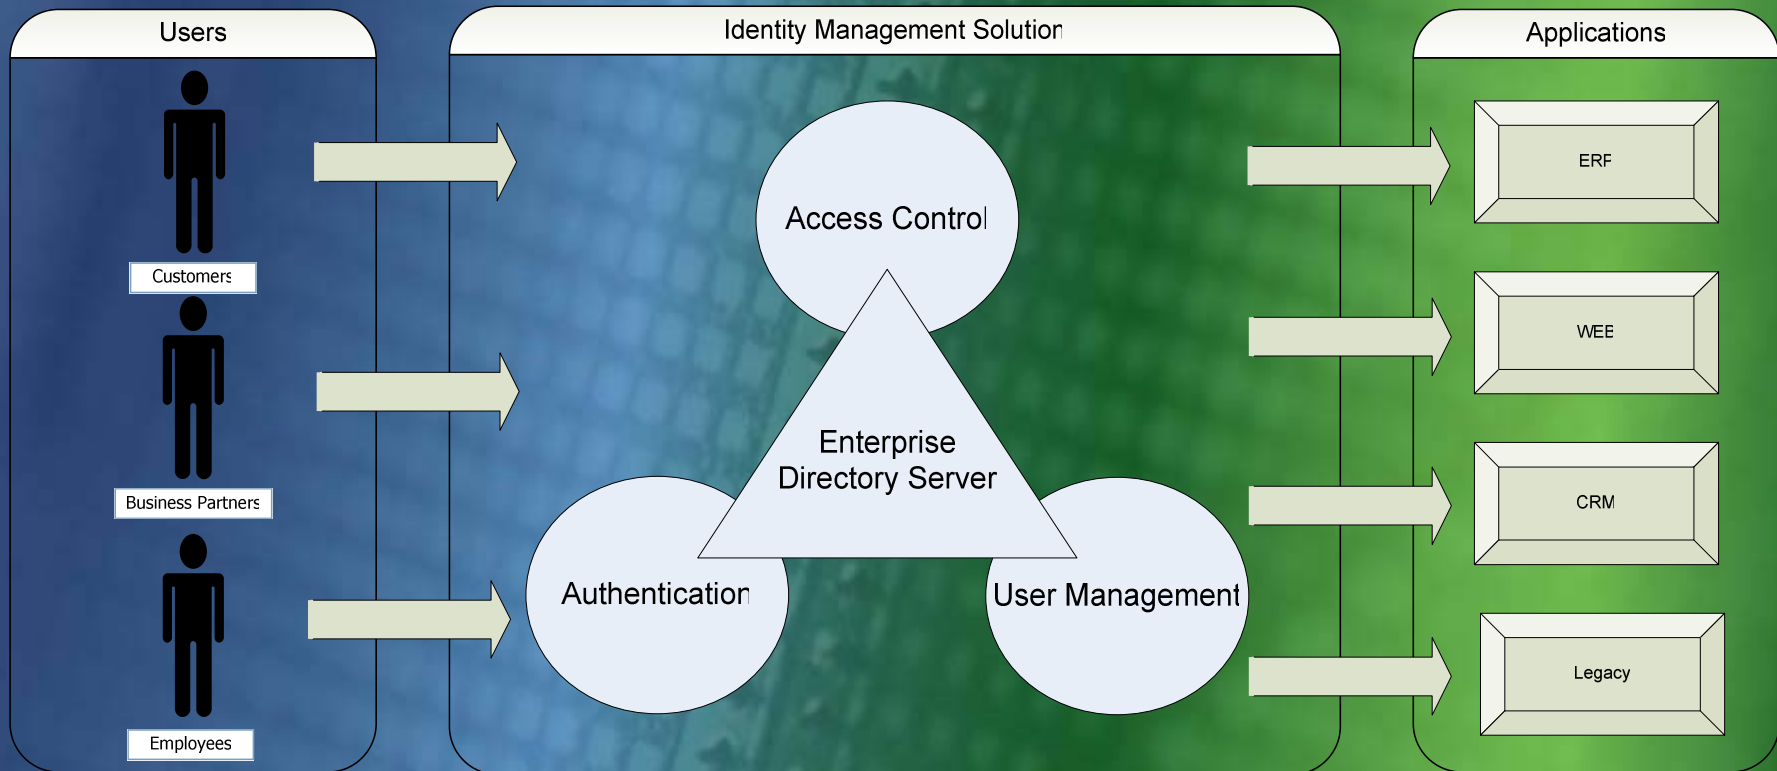 Users
Identity Management Solution
Applications
Customers
Business Partners
Employees
Access Control
Enterprise
Directory Server
Authentication
User Management
ERP
WEB
CRM
Legacy